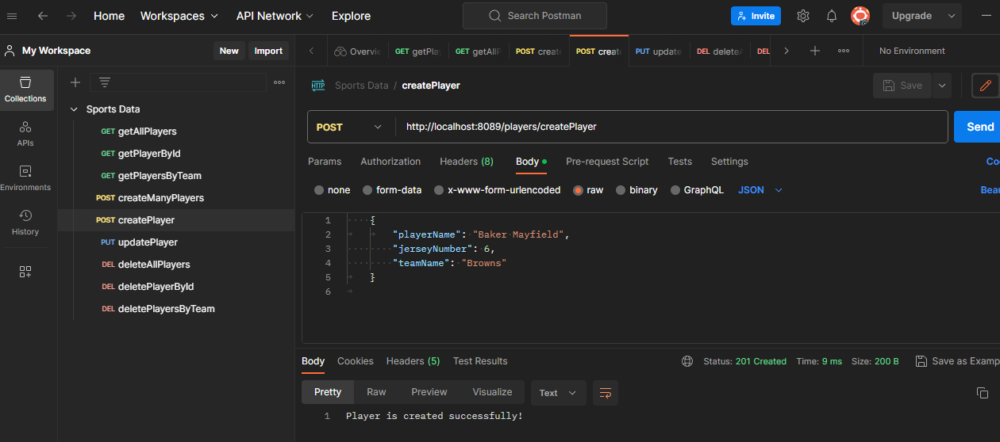 Home Workspaces API Network Explore Search Postman Invite Upgrade
My Workspace New Import Overvie GET getPla GET getAllF POST create POST create PUT update DEL delete DEL No Environment
Collections
APIs
Environments
History
Sports Data
GET getAllPlayers
GET getPlayerById
GET getPlayersByTeam
POST createManyPlayers
POST createPlayer
PUT updatePlayer
DEL deleteAllPlayers
DEL deletePlayerById
DEL deletePlayersByTeam
HTTP Sports Data / createPlayer Save
POST http://localhost:8089/players/createPlayer Send
Params Authorization Headers (8) Body Pre-request Script Tests Settings Co
none form-data x-www-form-urlencoded raw binary GraphQL JSON Beau
1 {
2 "playerName": "Baker Mayfield",
3 "jerseyNumber": 6,
4 "teamName": "Browns"
5 }
6
Body Cookies Headers (5) Test Results Status: 201 Created Time: 9 ms Size: 200 B Save as Examp
Pretty Raw Preview Visualize Text
1 Player is created successfully!